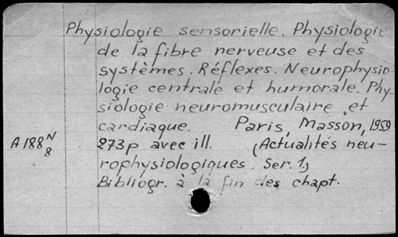 Physiologie sensorielle. Physiologie
de la fibre nerveuse et des
systèmes. Réflexes. Neurophysio-
logie centrale et humorale. Phy-
siologie neuromusculaire et
cardiaque. Paris, Masson, 1959
A 188 N 8 273p avec ill. (Actualités neu-
rophysiologiques. Ser. 1)
Bibliogr. à la fin des chapt.